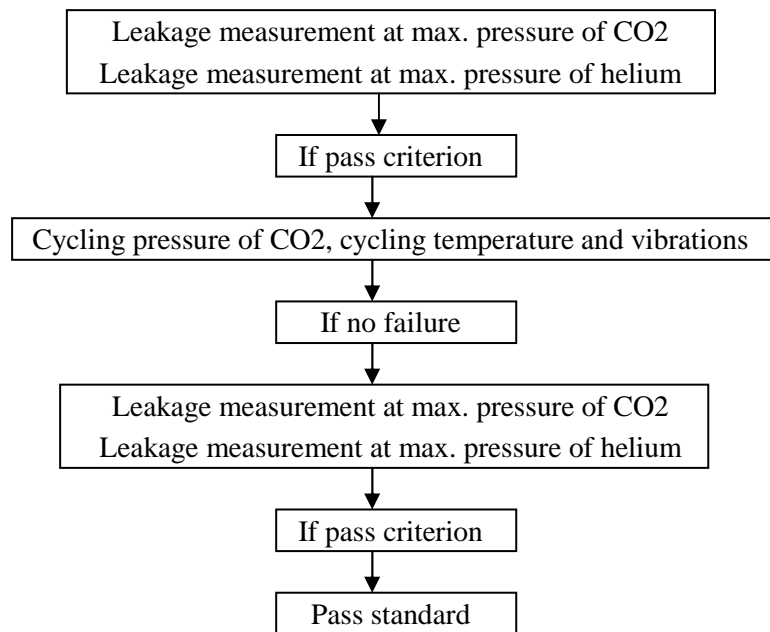 Leakage measurement at max. pressure of CO2
Leakage measurement at max. pressure of helium
If pass criterion
Cycling pressure of CO2, cycling temperature and vibrations
If no failure
Leakage measurement at max. pressure of CO2
Leakage measurement at max. pressure of helium
If pass criterion
Pass standard